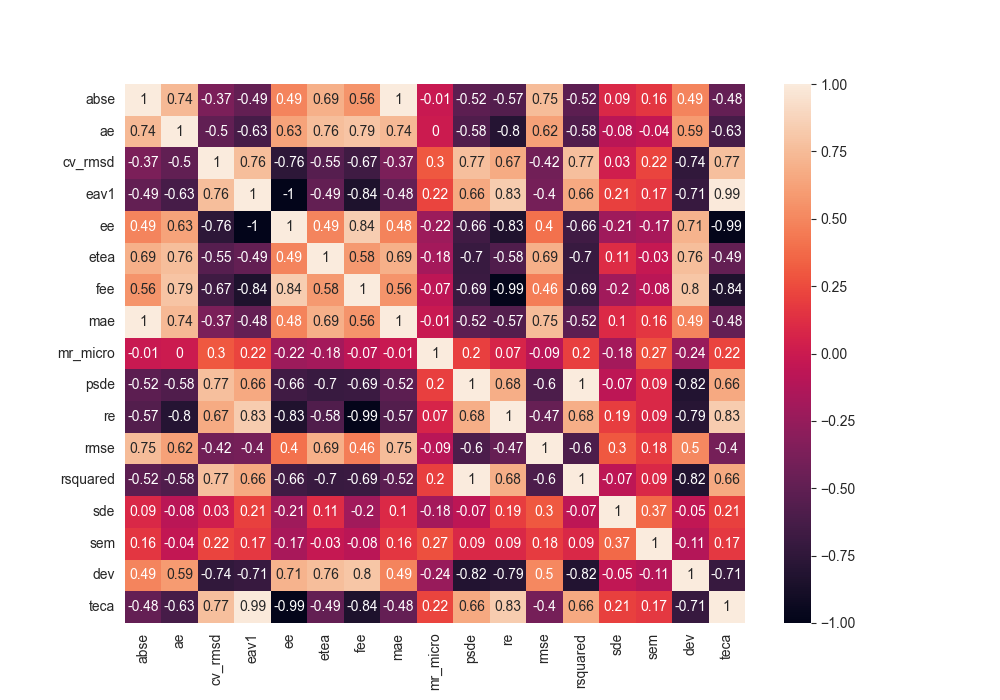 abse 1 0.74 -0.37 -0.49 0.49 0.69 0.56 1 -0.01 -0.52 -0.57 0.75 -0.52 0.09 0.16 0.49 -0.48 1.00
ae 0.74 1 -0.5 -0.63 0.63 0.76 0.79 0.74 0 -0.58 -0.8 0.62 -0.58 -0.08 -0.04 0.59 -0.63
cv_rmsd -0.37 -0.5 1 0.76 -0.76 -0.55 -0.67 -0.37 0.3 0.77 0.67 -0.42 0.77 0.03 0.22 -0.74 0.77 0.75
eav1 -0.49 -0.63 0.76 1 -1 -0.49 -0.84 -0.48 0.22 0.66 0.83 -0.4 0.66 0.21 0.17 -0.71 0.99
ee 0.49 0.63 -0.76 -1 1 0.49 0.84 0.48 -0.22 -0.66 -0.83 0.4 -0.66 -0.21 -0.17 0.71 -0.99 0.50
etea 0.69 0.76 -0.55 -0.49 0.49 1 0.58 0.69 -0.18 -0.7 -0.58 0.69 -0.7 0.11 -0.03 0.76 -0.49
fee 0.56 0.79 -0.67 -0.84 0.84 0.58 1 0.56 -0.07 -0.69 -0.99 0.46 -0.69 -0.2 -0.08 0.8 -0.84 0.25
mae 1 0.74 -0.37 -0.48 0.48 0.69 0.56 1 -0.01 -0.52 -0.57 0.75 -0.52 0.1 0.16 0.49 -0.48
mr_micro -0.01 0 0.3 0.22 -0.22 -0.18 -0.07 -0.01 1 0.2 0.07 -0.09 0.2 -0.18 0.27 -0.24 0.22 0.00
psde -0.52 -0.58 0.77 0.66 -0.66 -0.7 -0.69 -0.52 0.2 1 0.68 -0.6 1 -0.07 0.09 -0.82 0.66
re -0.57 -0.8 0.67 0.83 -0.83 -0.58 -0.99 -0.57 0.07 0.68 1 -0.47 0.68 0.19 0.09 -0.79 0.83 −0.25
rmse 0.75 0.62 -0.42 -0.4 0.4 0.69 0.46 0.75 -0.09 -0.6 -0.47 1 -0.6 0.3 0.18 0.5 -0.4
rsquared -0.52 -0.58 0.77 0.66 -0.66 -0.7 -0.69 -0.52 0.2 1 0.68 -0.6 1 -0.07 0.09 -0.82 0.66 −0.50
sde 0.09 -0.08 0.03 0.21 -0.21 0.11 -0.2 0.1 -0.18 -0.07 0.19 0.3 -0.07 1 0.37 -0.05 0.21
sem 0.16 -0.04 0.22 0.17 -0.17 -0.03 -0.08 0.16 0.27 0.09 0.09 0.18 0.09 0.37 1 -0.11 0.17 −0.75
dev 0.49 0.59 -0.74 -0.71 0.71 0.76 0.8 0.49 -0.24 -0.82 -0.79 0.5 -0.82 -0.05 -0.11 1 -0.71
teca -0.48 -0.63 0.77 0.99 -0.99 -0.49 -0.84 -0.48 0.22 0.66 0.83 -0.4 0.66 0.21 0.17 -0.71 1 −1.00
abse ae cv_rmsd eav1 ee etea fee mae mr_micro psde re rmse rsquared sde sem dev teca